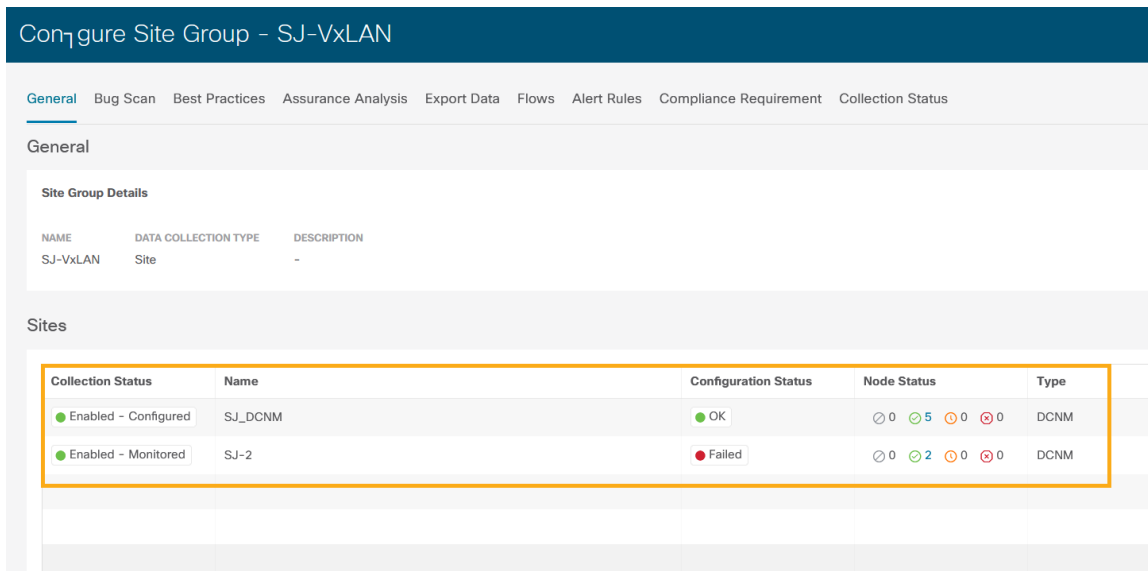 Con┐gure Site Group - SJ-VxLAN
General Bug Scan Best Practices Assurance Analysis Export Data Flows Alert Rules Compliance Requirement Collection Status
General
Site Group Details
NAME DATA COLLECTION TYPE DESCRIPTION
SJ-VxLAN Site -
Sites
Collection Status Name Configuration Status Node Status Type
Enabled - Configured SJ_DCNM OK 0 5 0 0 DCNM
Enabled - Monitored SJ-2 Failed 0 2 0 0 DCNM